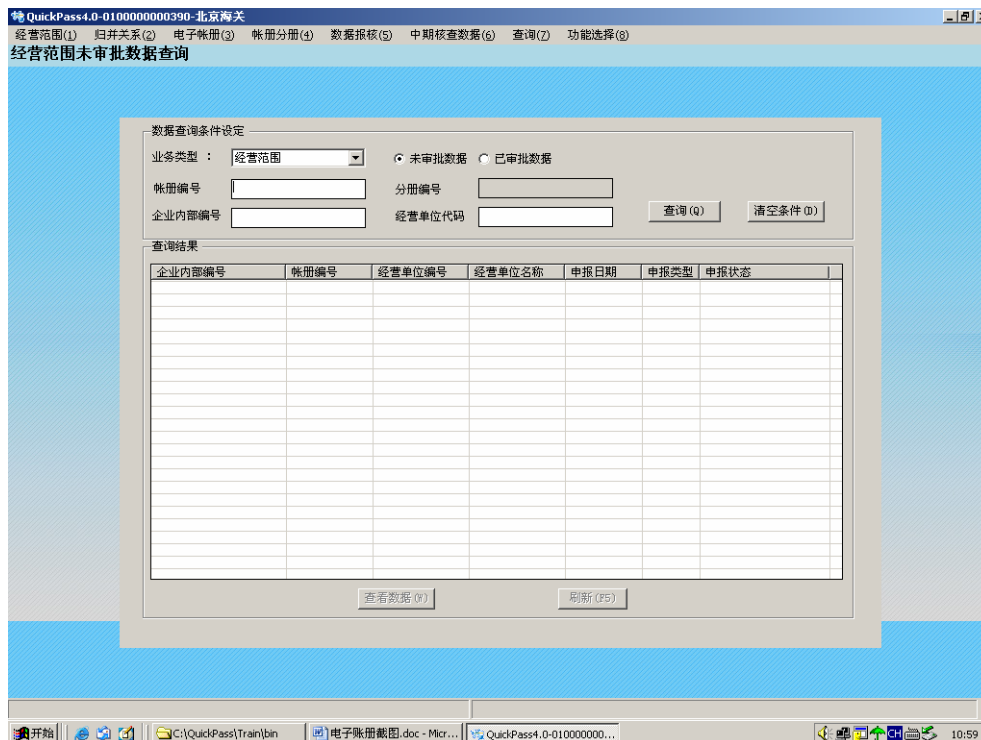 QuickPass4.0-0100000000390-北京海关
经营范围(1) 归并关系(2) 电子帐册(3) 帐册分册(4) 数据报核(5) 中期核查数据(6) 查询(7) 功能选择(8)
经营范围未审批数据查询
数据查询条件设定
业务类型 : 经营范围 未审批数据 已审批数据
帐册编号 分册编号
企业内部编号 经营单位代码 查询(Q) 清空条件(D)
查询结果
企业内部编号 帐册编号 经营单位编号 经营单位名称 申报日期 申报类型 申报状态
查看数据(W) 刷新(F5)
开始 C:\QuickPass\Train\bin 电子账册截图.doc - Micr... QuickPass4.0-010000000... CH 10:59